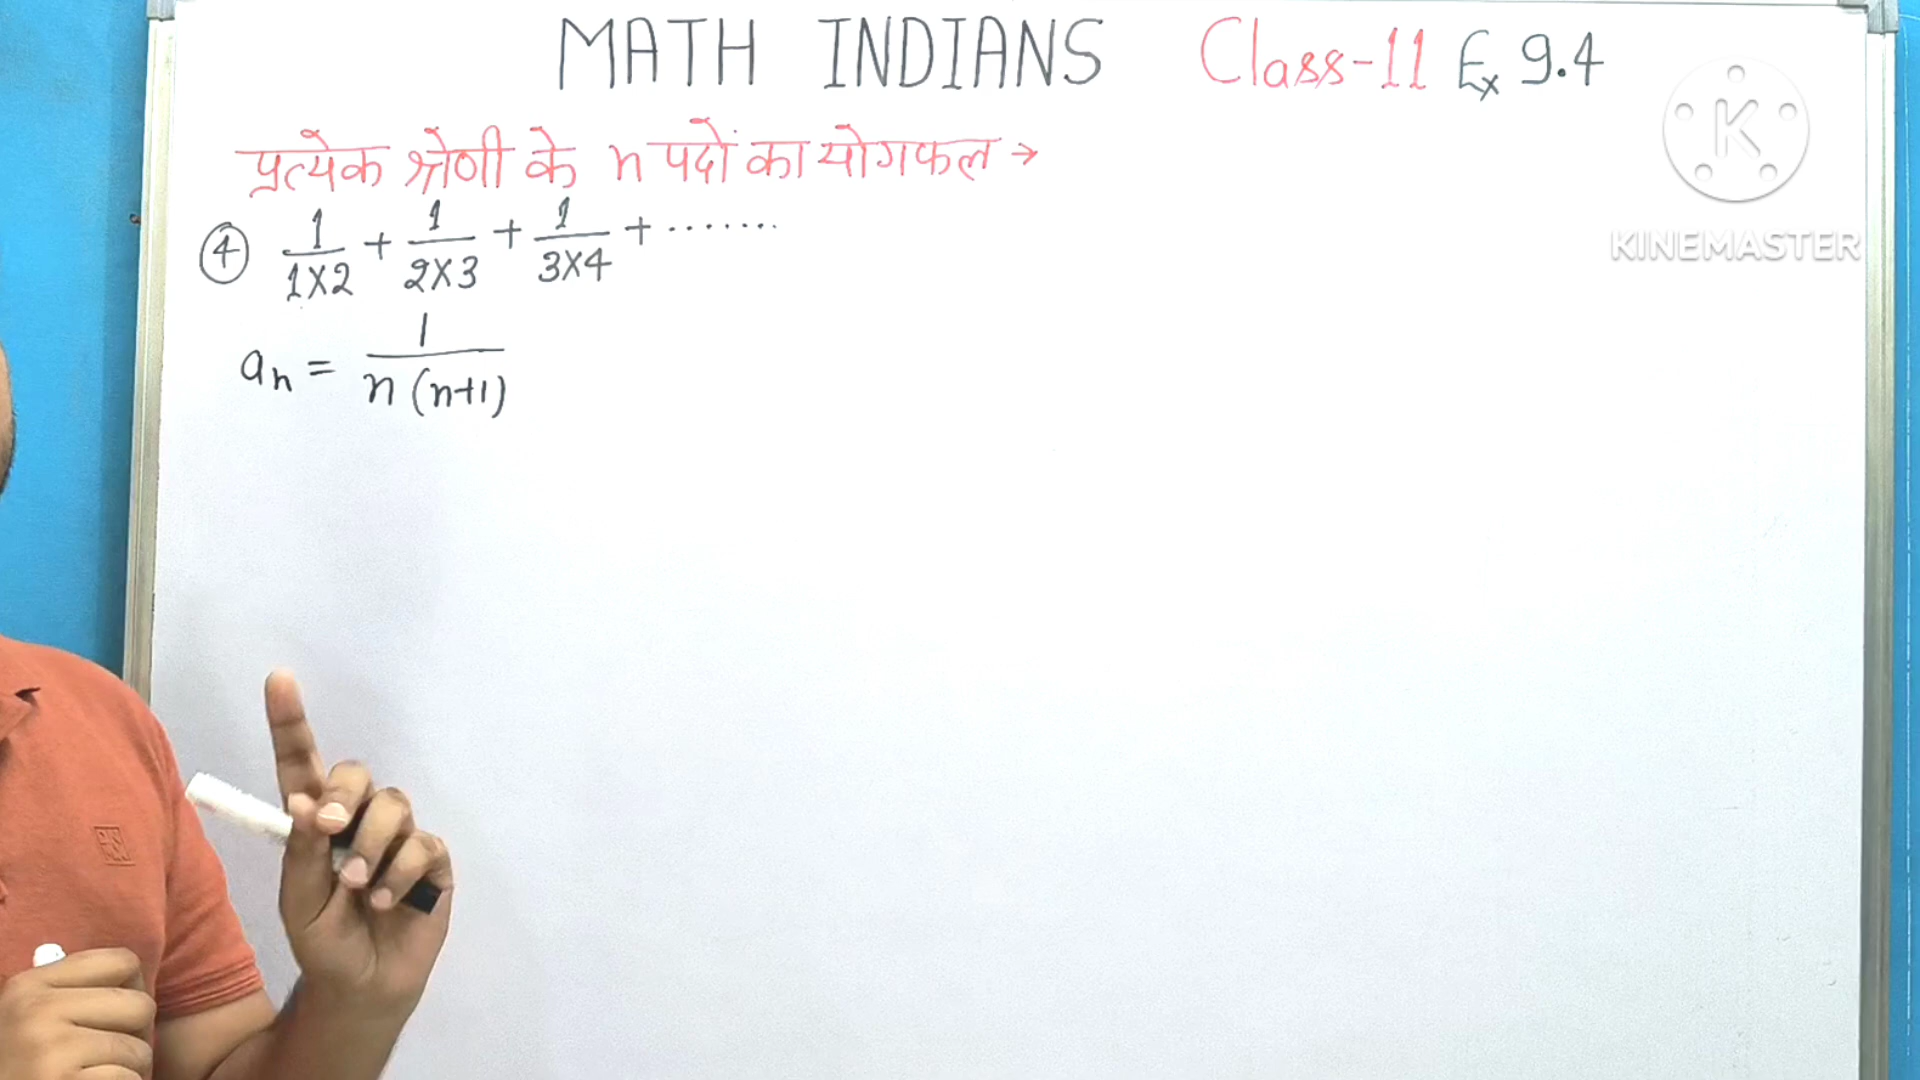 MATH INDIANS Class-11 Ex 9.4
प्रत्येक श्रेणी के n पदों का योगफल →
④ 1/1×2 + 1/2×3 + 1/3×4 + .......
aₙ = 1/n(n+1)
K
KINEMASTER